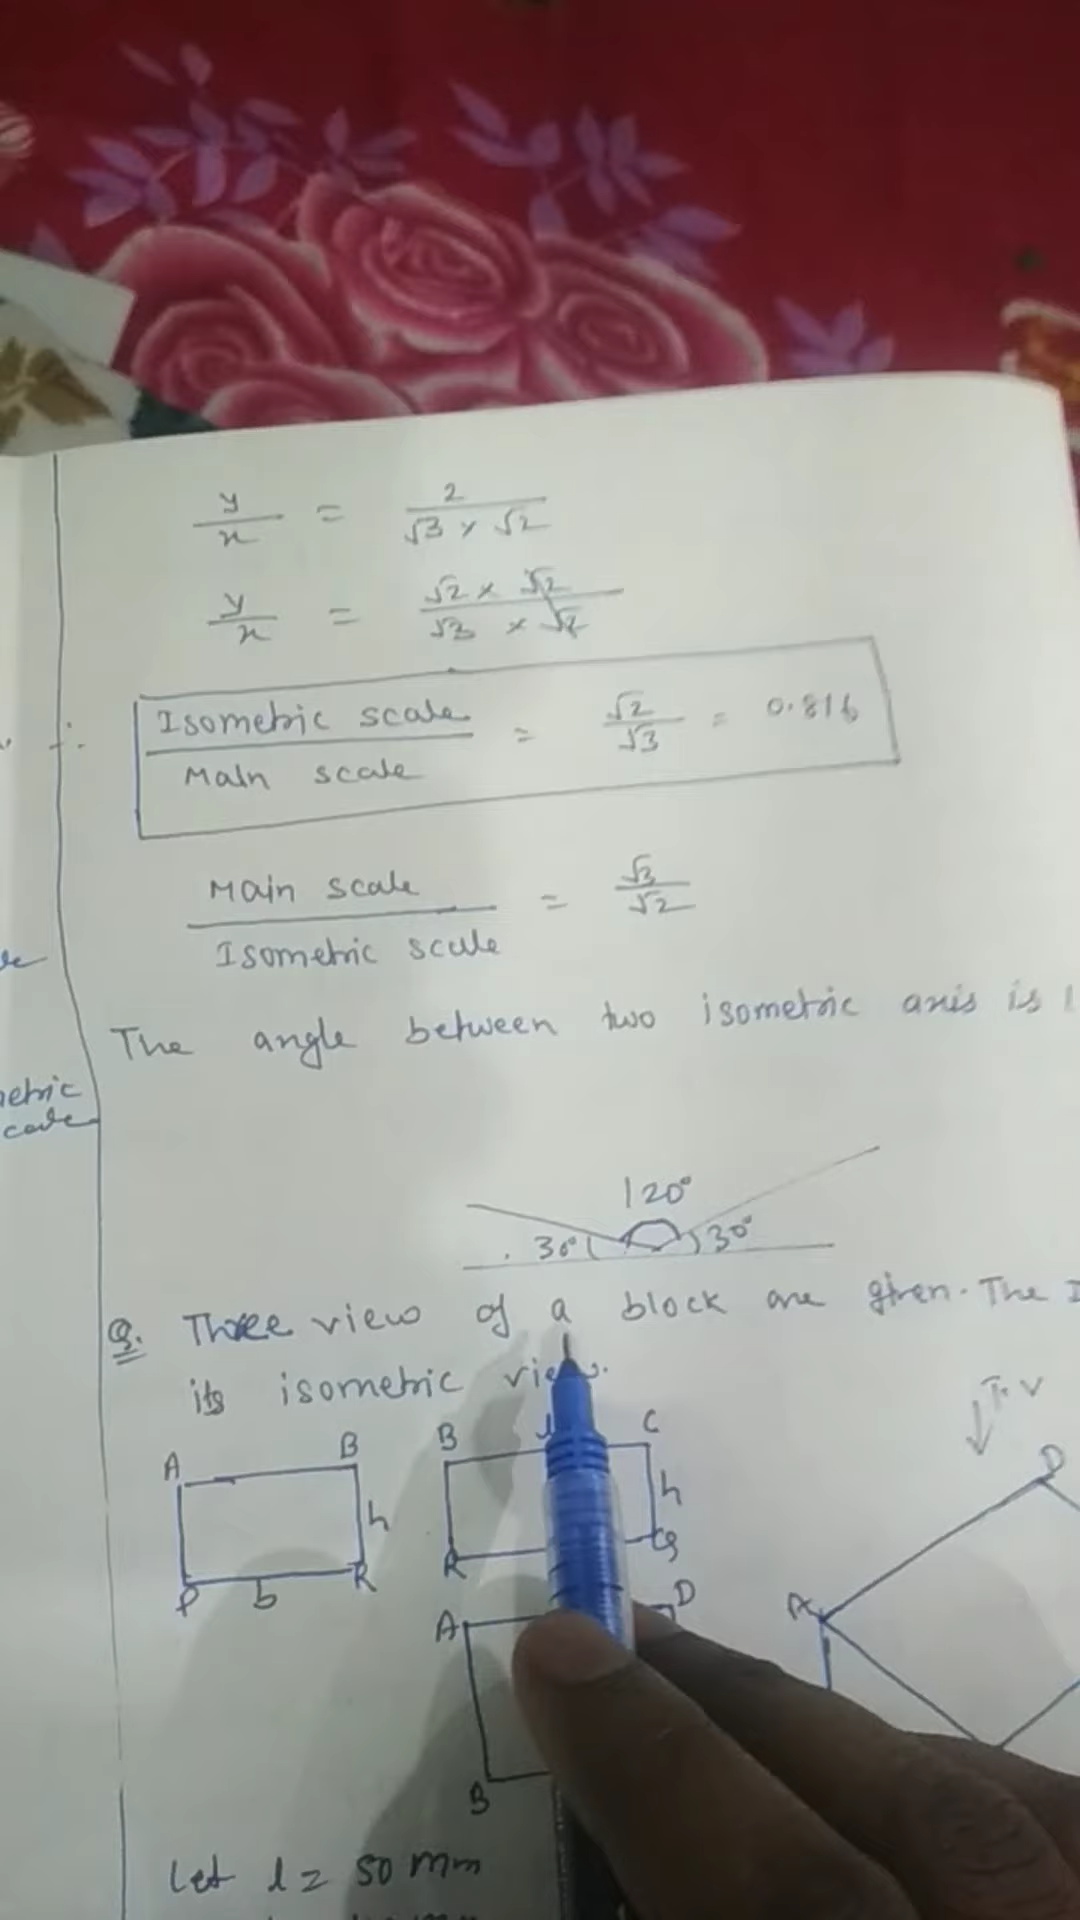 y/x = 2/√3 × √2
y/x = √2 × √2/√3 × √2
∴ Isometric scale/Main scale = √2/√3 = 0.816
Main scale/Isometric scale = √3/√2
The angle between two isometric axis is 1
120°
30° 30°
Q. Three view of a block are given. The I
its isometric view.
T.V
A B B l C D
h h
P b R R Q
A D A
B
Let l = 50 mm